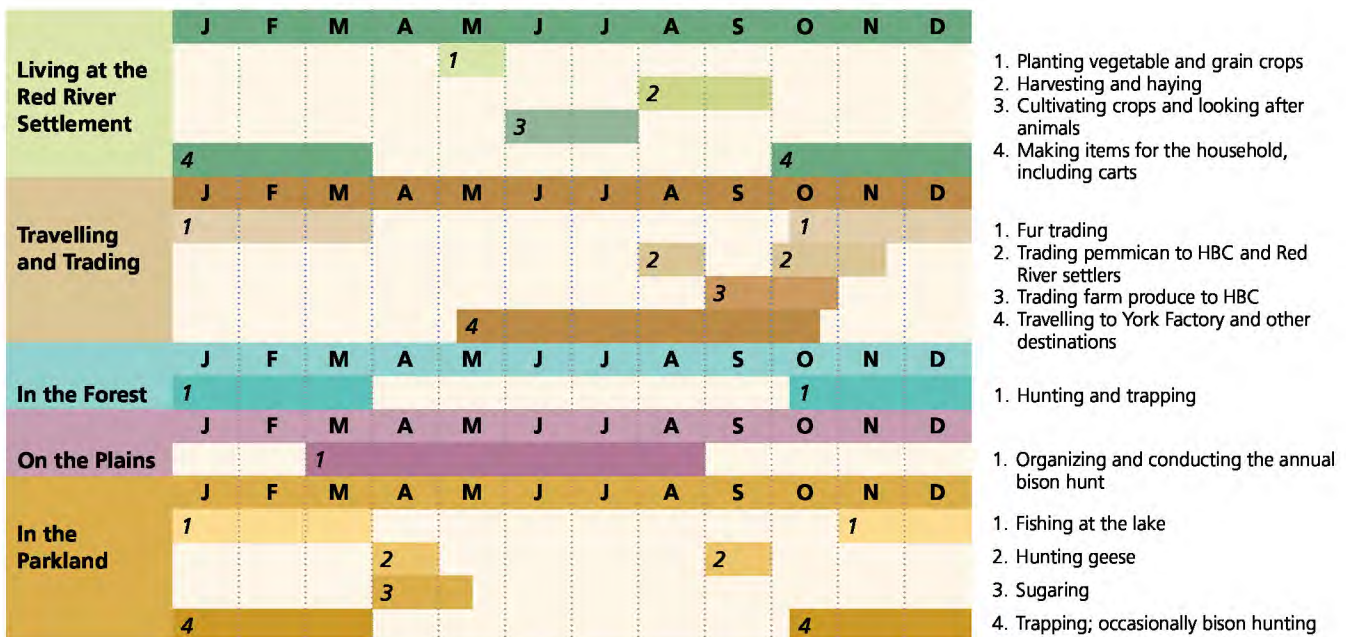 J F M A M J J A S O N D
Living at the
Red River
Settlement
1
2
3
4 4
1. Planting vegetable and grain crops
2. Harvesting and haying
3. Cultivating crops and looking after
animals
4. Making items for the household,
including carts
J F M A M J J A S O N D
Travelling
and Trading
1 1
2 2
3
4
1. Fur trading
2. Trading pemmican to HBC and Red
River settlers
3. Trading farm produce to HBC
4. Travelling to York Factory and other
destinations
J F M A M J J A S O N D
In the Forest
1 1
1. Hunting and trapping
J F M A M J J A S O N D
On the Plains
1
1. Organizing and conducting the annual
bison hunt
J F M A M J J A S O N D
In the
Parkland
1 1
2 2
3
4 4
1. Fishing at the lake
2. Hunting geese
3. Sugaring
4. Trapping; occasionally bison hunting